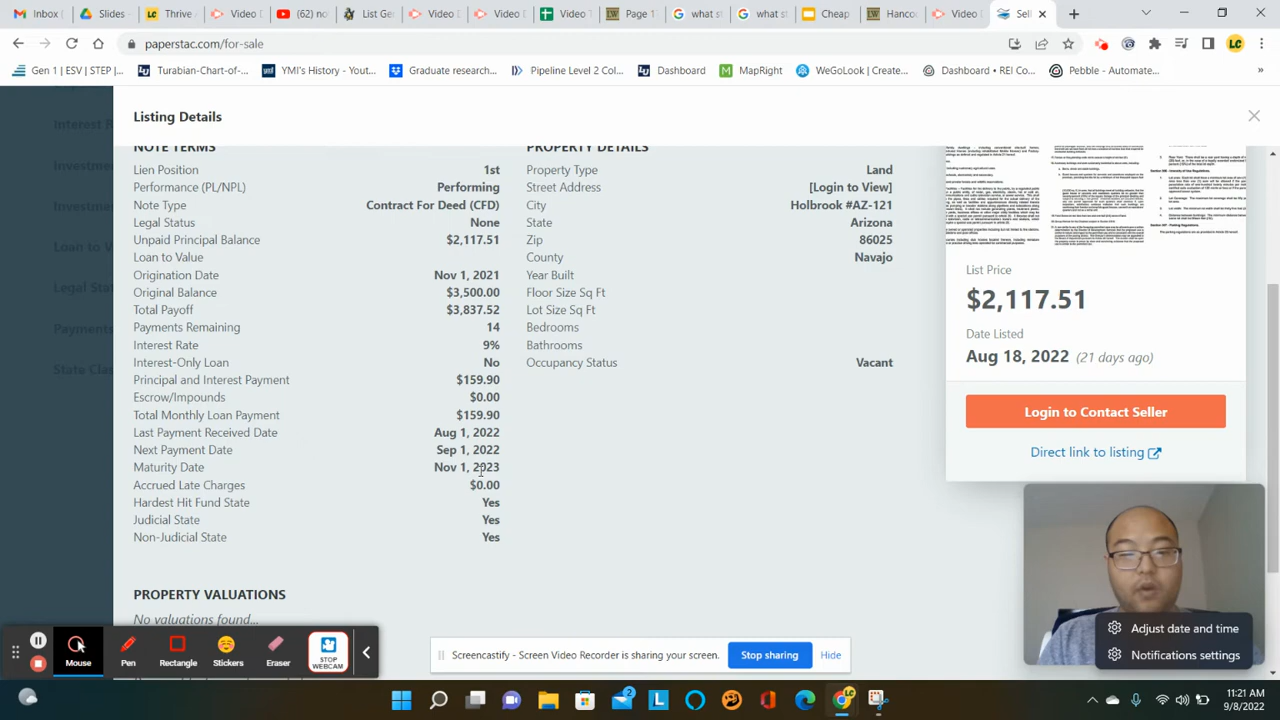 Inbox (
Slides
Thrive
Video
(62) no
List Ge
Video D
Video D
Video T
Page 1
what s
what s
Cheap
Hancoc
Video D
Sell
paperstac.com/for-sale
Gen 1 | ESV | STEP |...
Turabian-Chart-of-...
YMI's History - Yout...
Graduate research...
Pipeline Level 2 Col...
Dashboard
MapRight
WeGoLook | Create...
Dashboard • REI Co...
Pebble - Automate...
Listing Details
NOTE TERMS
Lien Position 1st
Performance (PL/NPL) Performing
Note Type Contract For Deed (CFD)
Legal Status
Unpaid Principal Balance $2,117.51
Loan to Value
Origination Date Nov 1, 2021
Original Balance $3,500.00
Total Payoff $3,837.52
Payments Remaining 14
Interest Rate 9%
Interest-Only Loan No
Principal and Interest Payment $159.90
Escrow/Impounds $0.00
Total Monthly Loan Payment $159.90
Last Payment Received Date Aug 1, 2022
Next Payment Date Sep 1, 2022
Maturity Date Nov 1, 2023
Accrued Late Charges $0.00
Hardest Hit Fund State Yes
Judicial State Yes
Non-Judicial State Yes
PROPERTY VALUATIONS
No valuations found...
PROPERTY DETAILS
Property Type Land
Street Address [Login to View]
City Holbrook-2121
State Arizona
Zip 86025
County Navajo
Year Built
Floor Size Sq Ft
Lot Size Sq Ft
Bedrooms
Bathrooms
Occupancy Status Vacant
List Price
$2,117.51
Date Listed
Aug 18, 2022 (21 days ago)
Login to Contact Seller
Direct link to listing
Interest R
Investme
Investme
Loan to V
Legal Sta
Payments
State Cla
Mouse
Pen
Rectangle
Stickers
Eraser
STOP
WEBCAM
Screencastify - Screen Video Recorder is sharing your screen.
Stop sharing
Hide
Adjust date and time
Notifications settings
11:21 AM
9/8/2022